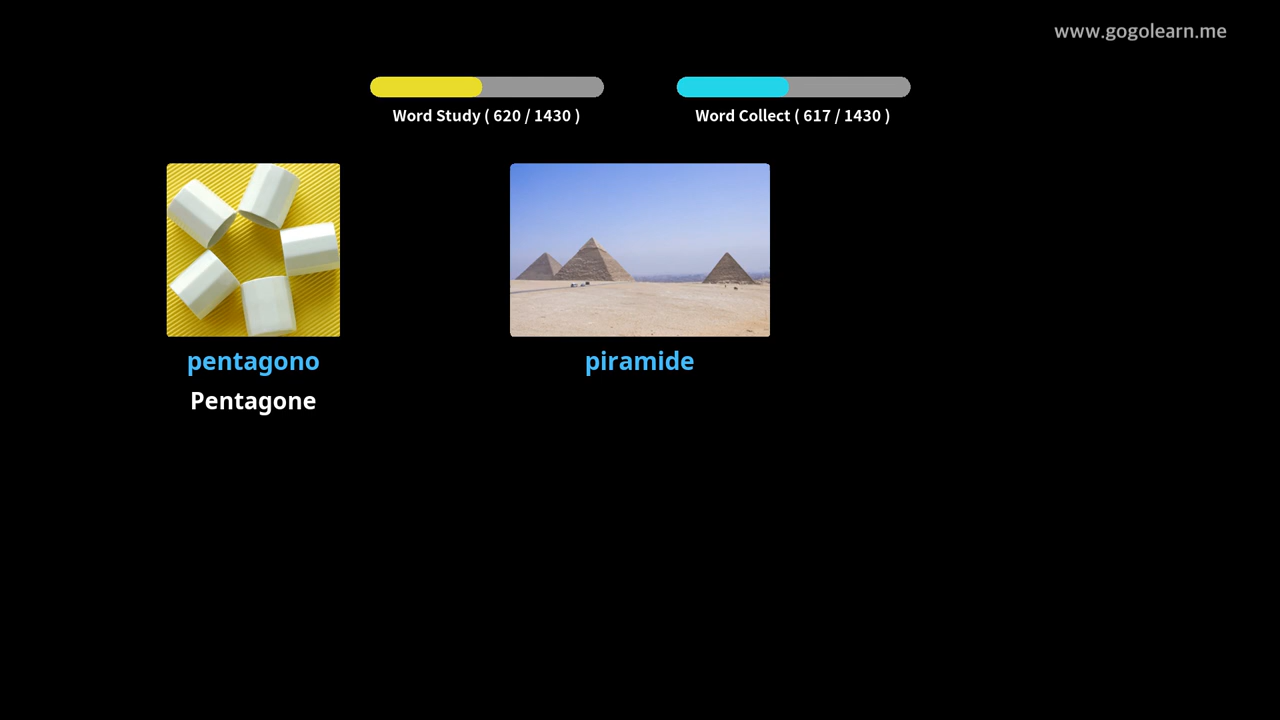 www.gogolearn.me
Word Study ( 620 / 1430 )
Word Collect ( 617 / 1430 )
pentagono
piramide
Pentagone